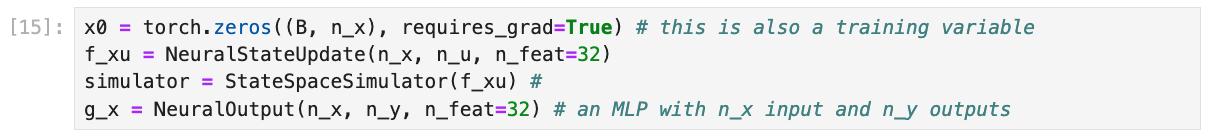 [15]: x0 = torch.zeros((B, n_x), requires_grad=True) # this is also a training variable
f_xu = NeuralStateUpdate(n_x, n_u, n_feat=32)
simulator = StateSpaceSimulator(f_xu) #
g_x = NeuralOutput(n_x, n_y, n_feat=32) # an MLP with n_x input and n_y outputs